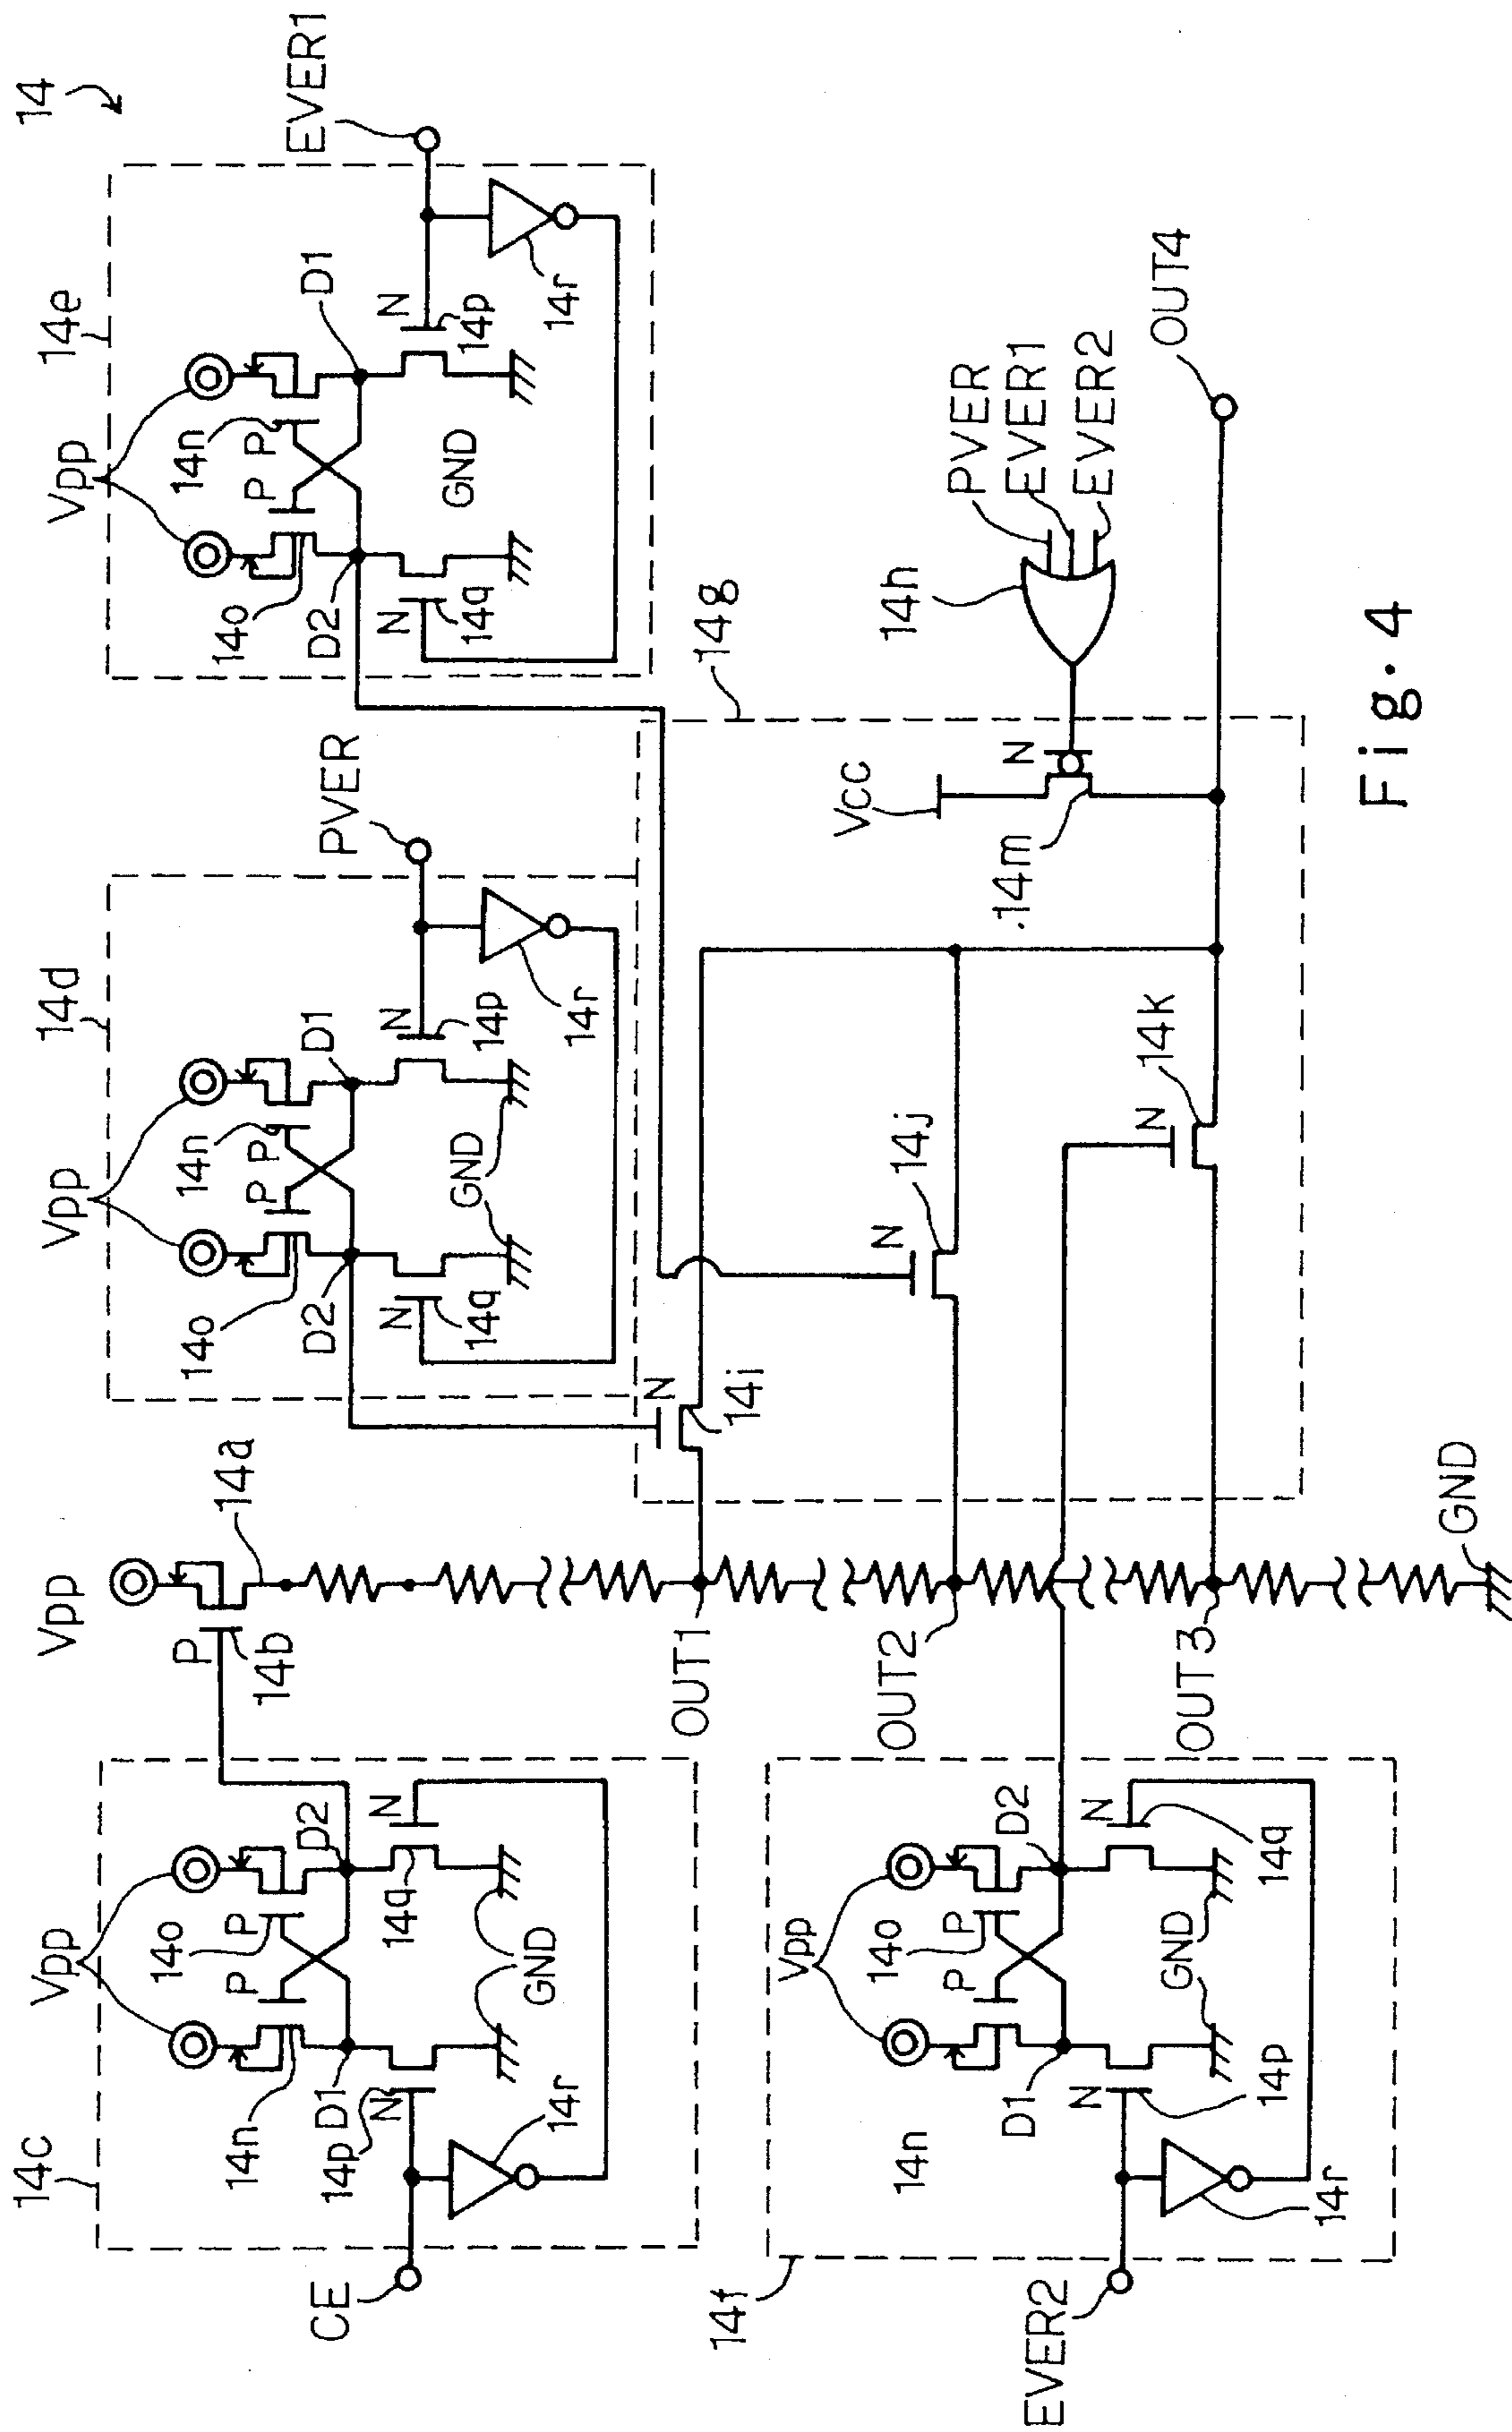 14
14c
Vpp
14n
14o
P
P
D1
D2
14p
N
14q
N
14r
GND
CE
Vpp
P
14b
14a
14d
Vpp
14o
14n
P
P
D2
D1
N
14q
N
14p
14r
GND
PVER
14e
Vpp
14o
14n
P
P
D2
D1
N
14q
N
14p
14r
GND
EVER1
14f
Vpp
14n
14o
P
P
D1
D2
N
14p
N
14q
14r
GND
EVER2
OUT1
OUT2
OUT3
GND
14g
N
14i
N
14j
N
14k
Vcc
N
14m
14h
PVER
EVER1
EVER2
OUT4
Fig. 4